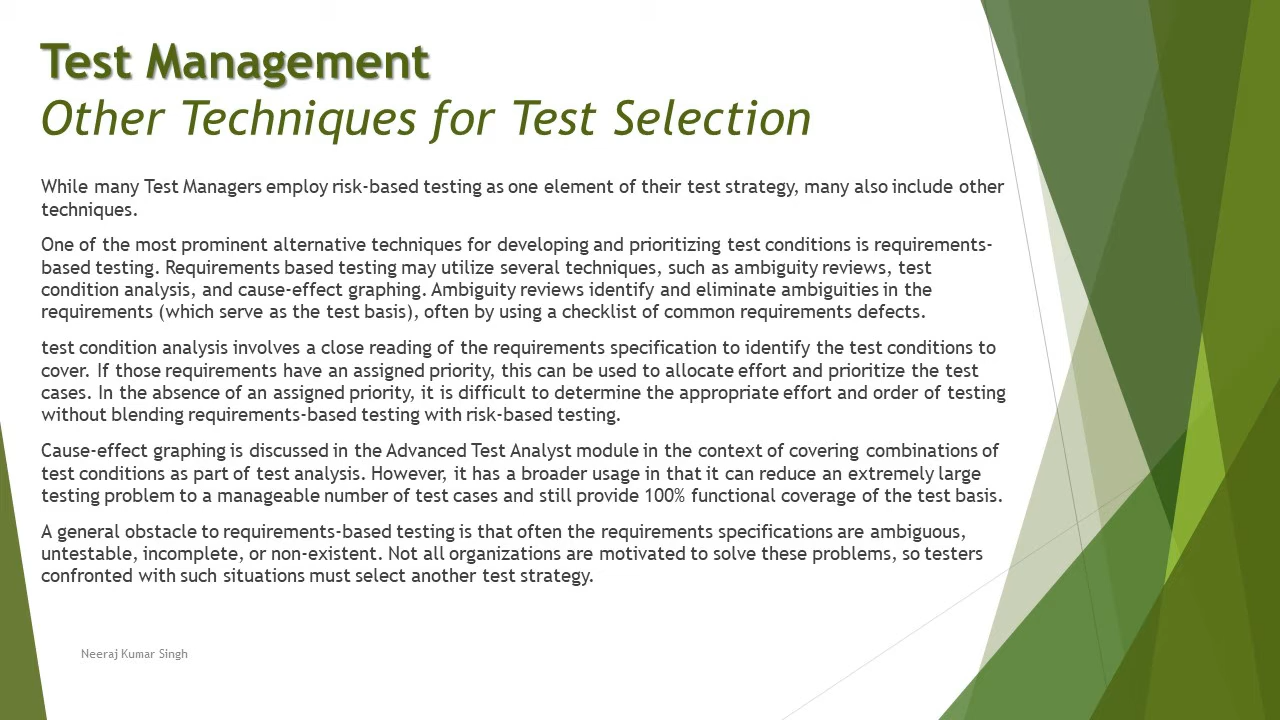 Test Management
Other Techniques for Test Selection
While many Test Managers employ risk-based testing as one element of their test strategy, many also include other
techniques.
One of the most prominent alternative techniques for developing and prioritizing test conditions is requirements-
based testing. Requirements based testing may utilize several techniques, such as ambiguity reviews, test
condition analysis, and cause-effect graphing. Ambiguity reviews identify and eliminate ambiguities in the
requirements (which serve as the test basis), often by using a checklist of common requirements defects.
test condition analysis involves a close reading of the requirements specification to identify the test conditions to
cover. If those requirements have an assigned priority, this can be used to allocate effort and prioritize the test
cases. In the absence of an assigned priority, it is difficult to determine the appropriate effort and order of testing
without blending requirements-based testing with risk-based testing.
Cause-effect graphing is discussed in the Advanced Test Analyst module in the context of covering combinations of
test conditions as part of test analysis. However, it has a broader usage in that it can reduce an extremely large
testing problem to a manageable number of test cases and still provide 100% functional coverage of the test basis.
A general obstacle to requirements-based testing is that often the requirements specifications are ambiguous,
untestable, incomplete, or non-existent. Not all organizations are motivated to solve these problems, so testers
confronted with such situations must select another test strategy.
Neeraj Kumar Singh